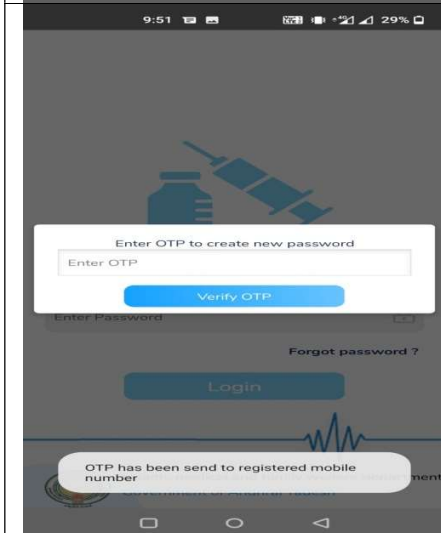 9:51
29%
Enter OTP to create new password
Enter OTP
Verify OTP
Enter Password
Forgot password ?
Login
OTP has been send to registered mobile
number
Government of Andhra Pradesh